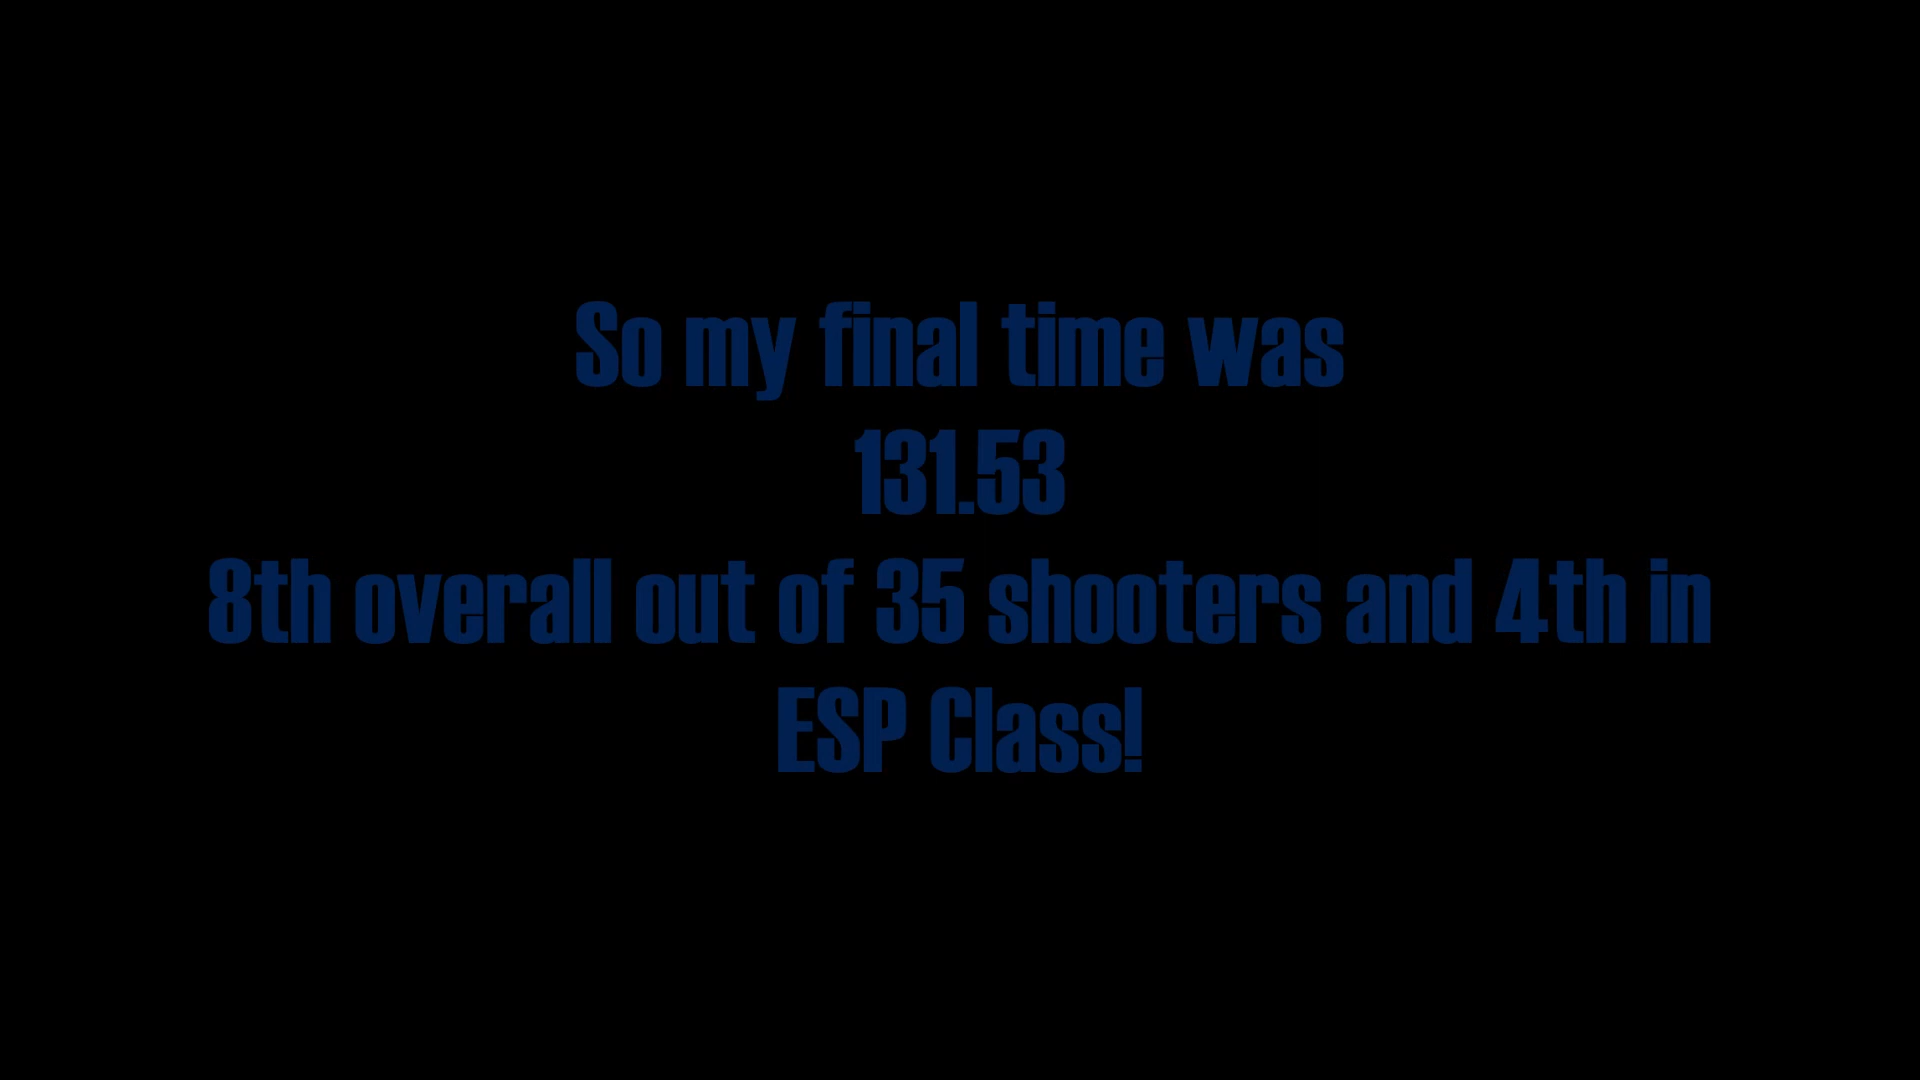 So my final time was
131.53
8th overall out of 35 shooters and 4th in
ESP Class!